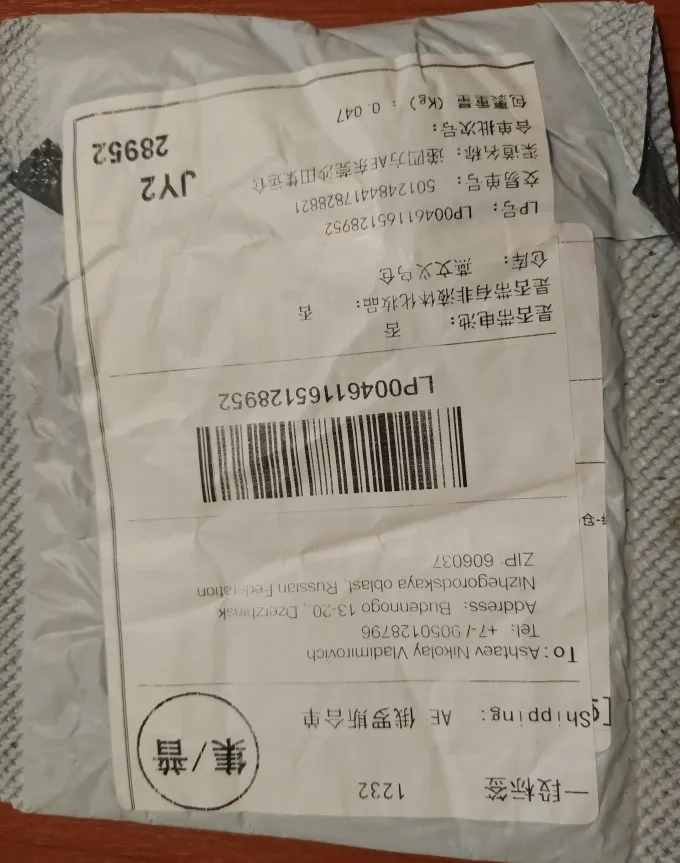 一段标签 1232
集/普
Shipping: AE 俄罗斯合单
To: Ashtaev Nikolay Vladimirovich
Tel: +7-/ 9050128796
Address: Budennogo 13-20, , Dzerzhinsk,
Nizhegorodskaya oblast, Russian Federation
ZIP: 606037
LP00461165128952
是否带电池: 否
是否带有非液体化妆品: 否
仓库: 燕文义乌仓
LP号: LP00461165128952
交易单号: 5012484417828821
渠道名称: 递四方AE东莞沙田集运仓
合单批次号:
包裹重量 (Kg) : 0.047
JY2
28952